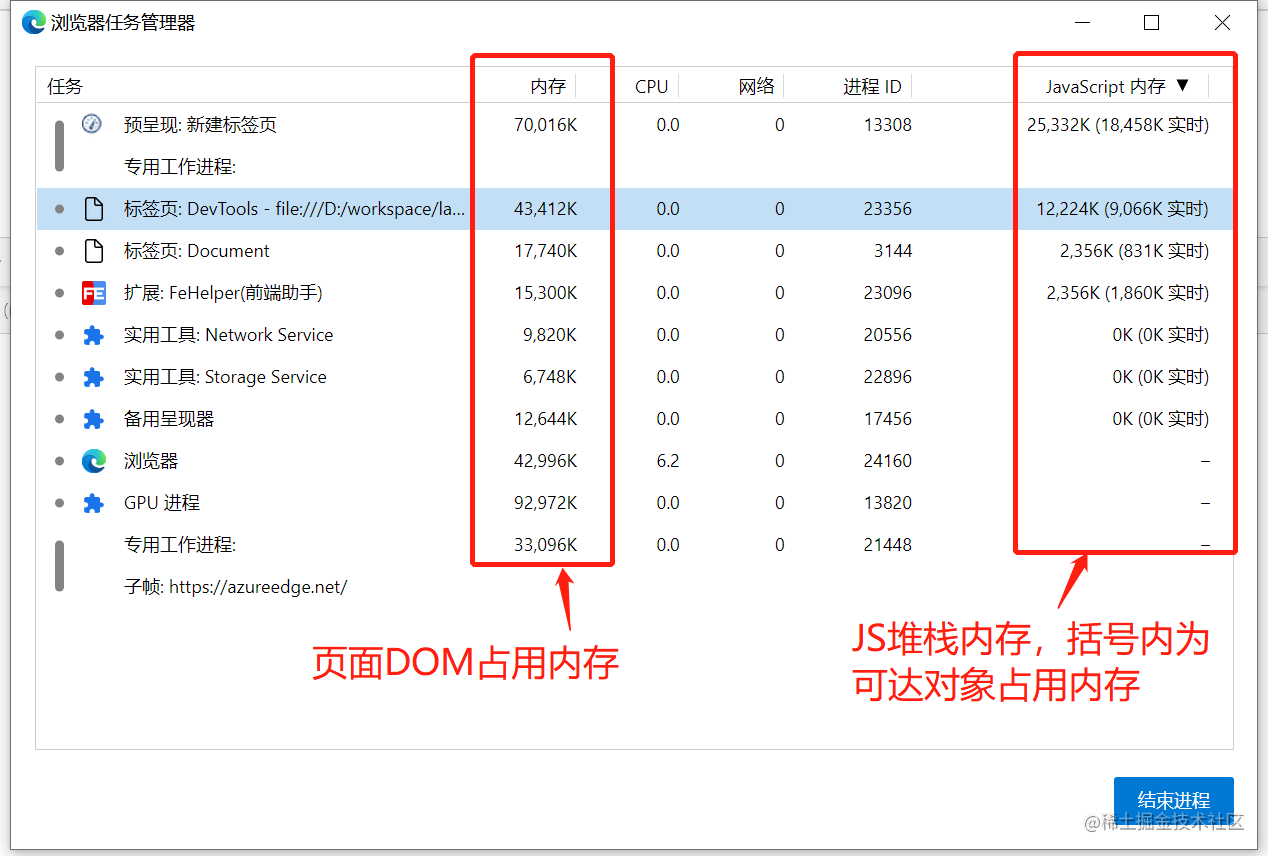 浏览器任务管理器
任务 内存 CPU 网络 进程 ID JavaScript 内存 ▼
预呈现: 新建标签页 70,016K 0.0 0 13308 25,332K (18,458K 实时)
专用工作进程:
标签页: DevTools - file:///D:/workspace/la... 43,412K 0.0 0 23356 12,224K (9,066K 实时)
标签页: Document 17,740K 0.0 0 3144 2,356K (831K 实时)
FE 扩展: FeHelper(前端助手) 15,300K 0.0 0 23096 2,356K (1,860K 实时)
实用工具: Network Service 9,820K 0.0 0 20556 0K (0K 实时)
实用工具: Storage Service 6,748K 0.0 0 22896 0K (0K 实时)
备用呈现器 12,644K 0.0 0 17456 0K (0K 实时)
浏览器 42,996K 6.2 0 24160 –
GPU 进程 92,972K 0.0 0 13820 –
专用工作进程: 33,096K 0.0 0 21448 –
子帧: https://azureedge.net/
页面DOM占用内存
JS堆栈内存，括号内为
可达对象占用内存
结束进程
@稀土掘金技术社区